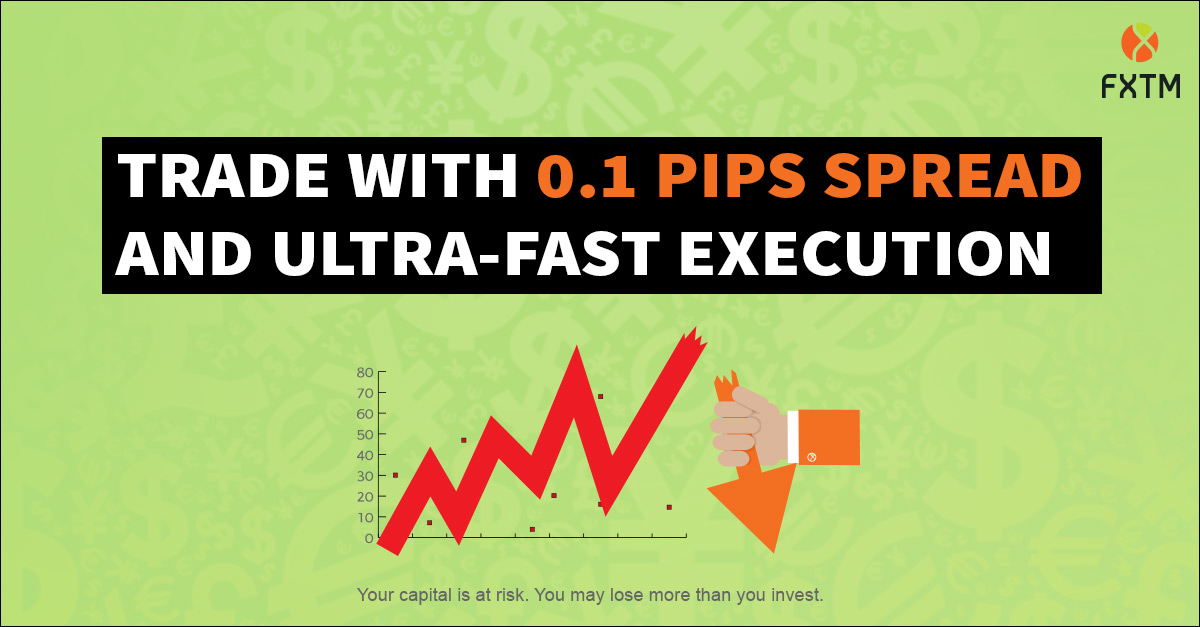 FXTM
TRADE WITH 0.1 PIPS SPREAD
AND ULTRA-FAST EXECUTION
80
70
60
50
40
30
20
10
0
Your capital is at risk. You may lose more than you invest.